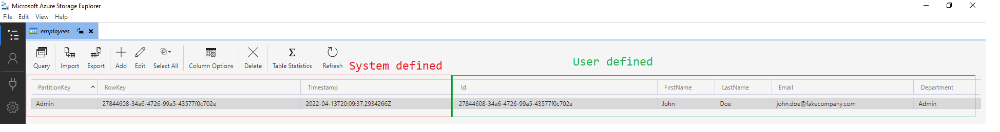 Microsoft Azure Storage Explorer
File Edit View Help
employees
Query Import Export Add Edit Select All Column Options Delete Table Statistics Refresh
System defined
User defined
PartitionKey RowKey Timestamp Id FirstName LastName Email Department
Admin 27844608-34a6-4726-99a5-43577f0c702e 2022-04-13T20:09:37.2934266Z 27844608-34a6-4726-99a5-43577f0c702e John Doe john.doe@fakecompany.com Admin